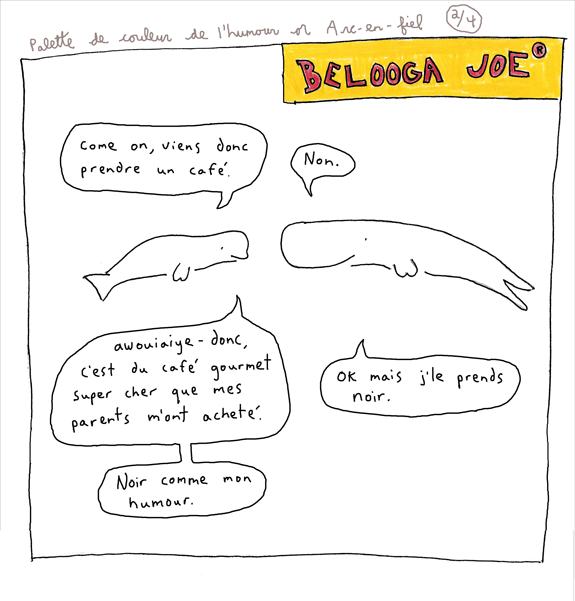 Palette de couleur de l'humour or Arc-en-fiel 2/4
BELOOGA JOE®
Come on, viens donc
prendre un café.
Non.
awouiaiye-donc,
c'est du café gourmet
super cher que mes
parents m'ont acheté.
OK mais j'le prends
noir.
Noir comme mon
humour.